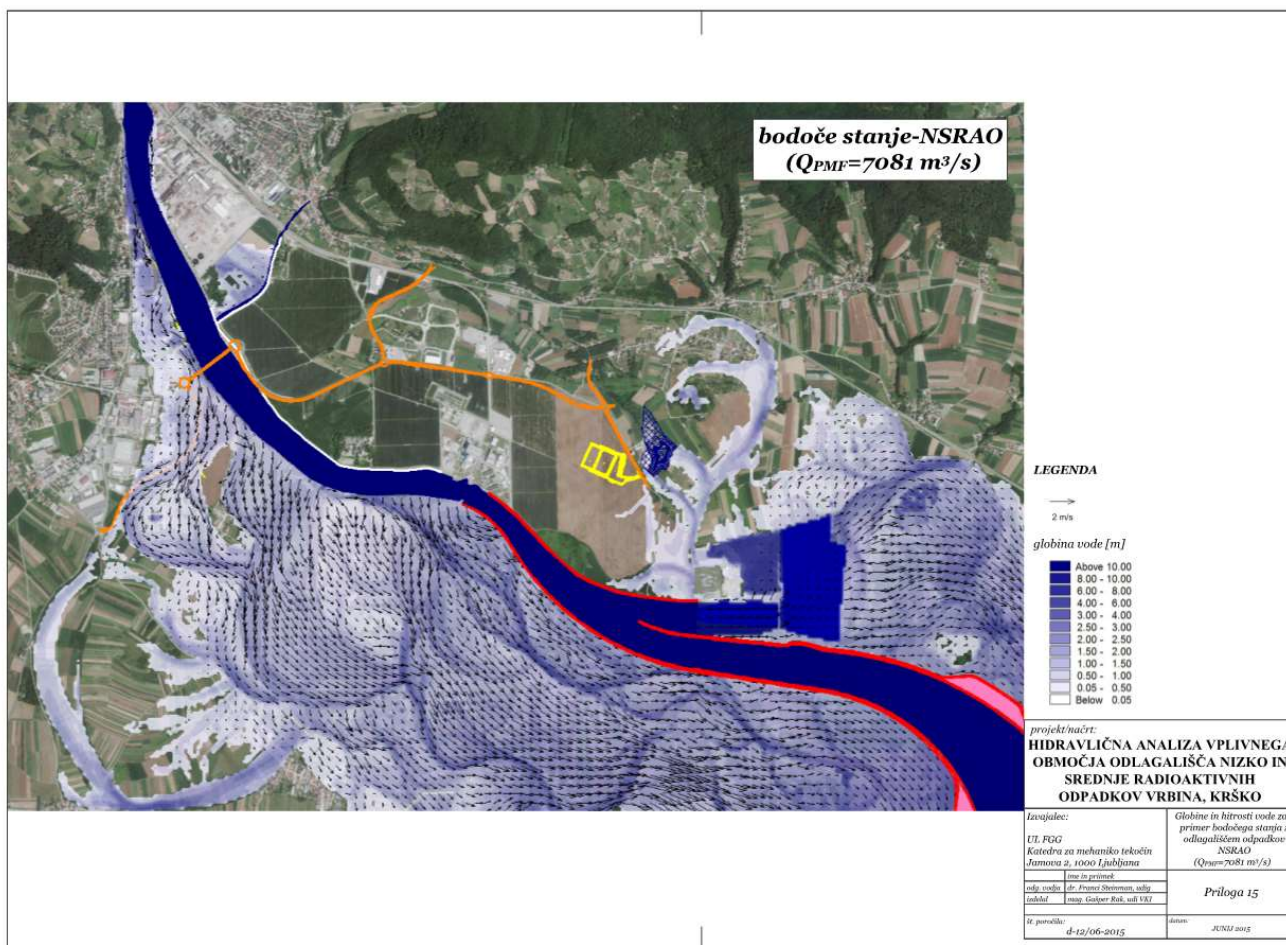 bodoče stanje-NSRAO
(QPMF=7081 m³/s)
LEGENDA
2 m/s
globina vode [m]
Above 10.00
8.00 - 10.00
6.00 - 8.00
4.00 - 6.00
3.00 - 4.00
2.50 - 3.00
2.00 - 2.50
1.50 - 2.00
1.00 - 1.50
0.50 - 1.00
0.05 - 0.50
Below 0.05
projekt/načrt:
HIDRAVLIČNA ANALIZA VPLIVNEGA
OBMOČJA ODLAGALIŠČA NIZKO IN
SREDNJE RADIOAKTIVNIH
ODPADKOV VRBINA, KRŠKO
Izvajalec:
UL FGG
Katedra za mehaniko tekočin
Jamova 2, 1000 Ljubljana
Globine in hitrosti vode za
primer bodočega stanja
odlagališčem odpadkov
NSRAO
(QPMF=7081 m³/s)
ime in priimek
odg. vodja dr. Franci Steinman, udig
izdelal mag. Gašper Rak, udi VKI
Priloga 15
št. poročila:
d-12/06-2015
datum:
JUNIJ 2015